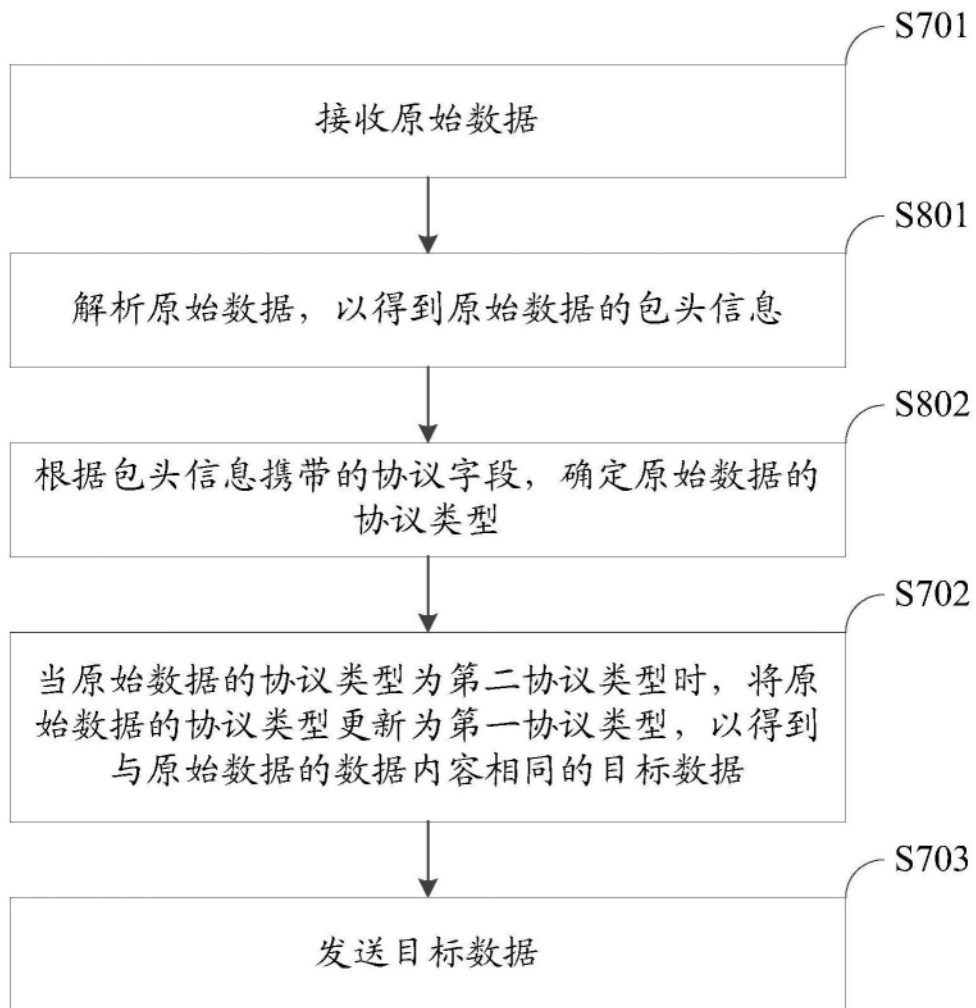 S701
接收原始数据
S801
解析原始数据，以得到原始数据的包头信息
S802
根据包头信息携带的协议字段，确定原始数据的
协议类型
S702
当原始数据的协议类型为第二协议类型时，将原
始数据的协议类型更新为第一协议类型，以得到
与原始数据的数据内容相同的目标数据
S703
发送目标数据